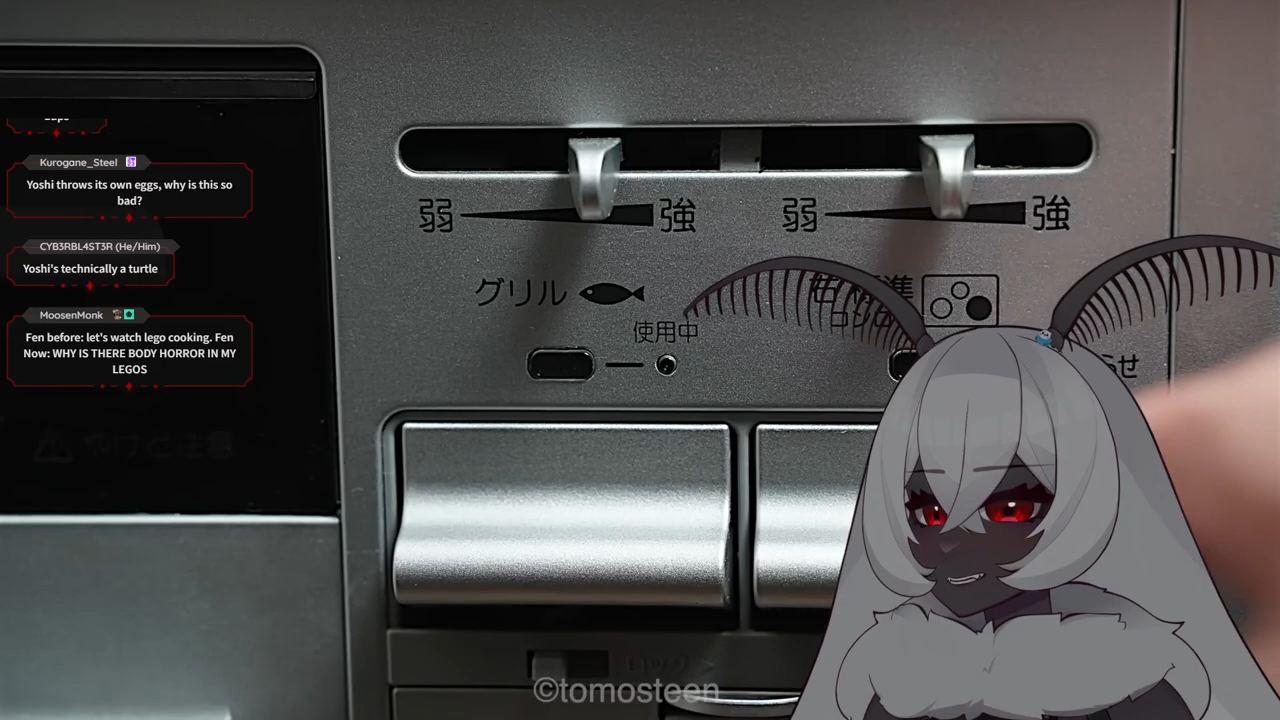 Kurogane_Steel
Yoshi throws its own eggs, why is this so
bad?
CYB3RBL4ST3R (He/Him)
Yoshi's technically a turtle
MoosenMonk
Fen before: let's watch lego cooking. Fen
Now: WHY IS THERE BODY HORROR IN MY
LEGOS
弱 強 弱 強
グリル
使用中
©tomosteen